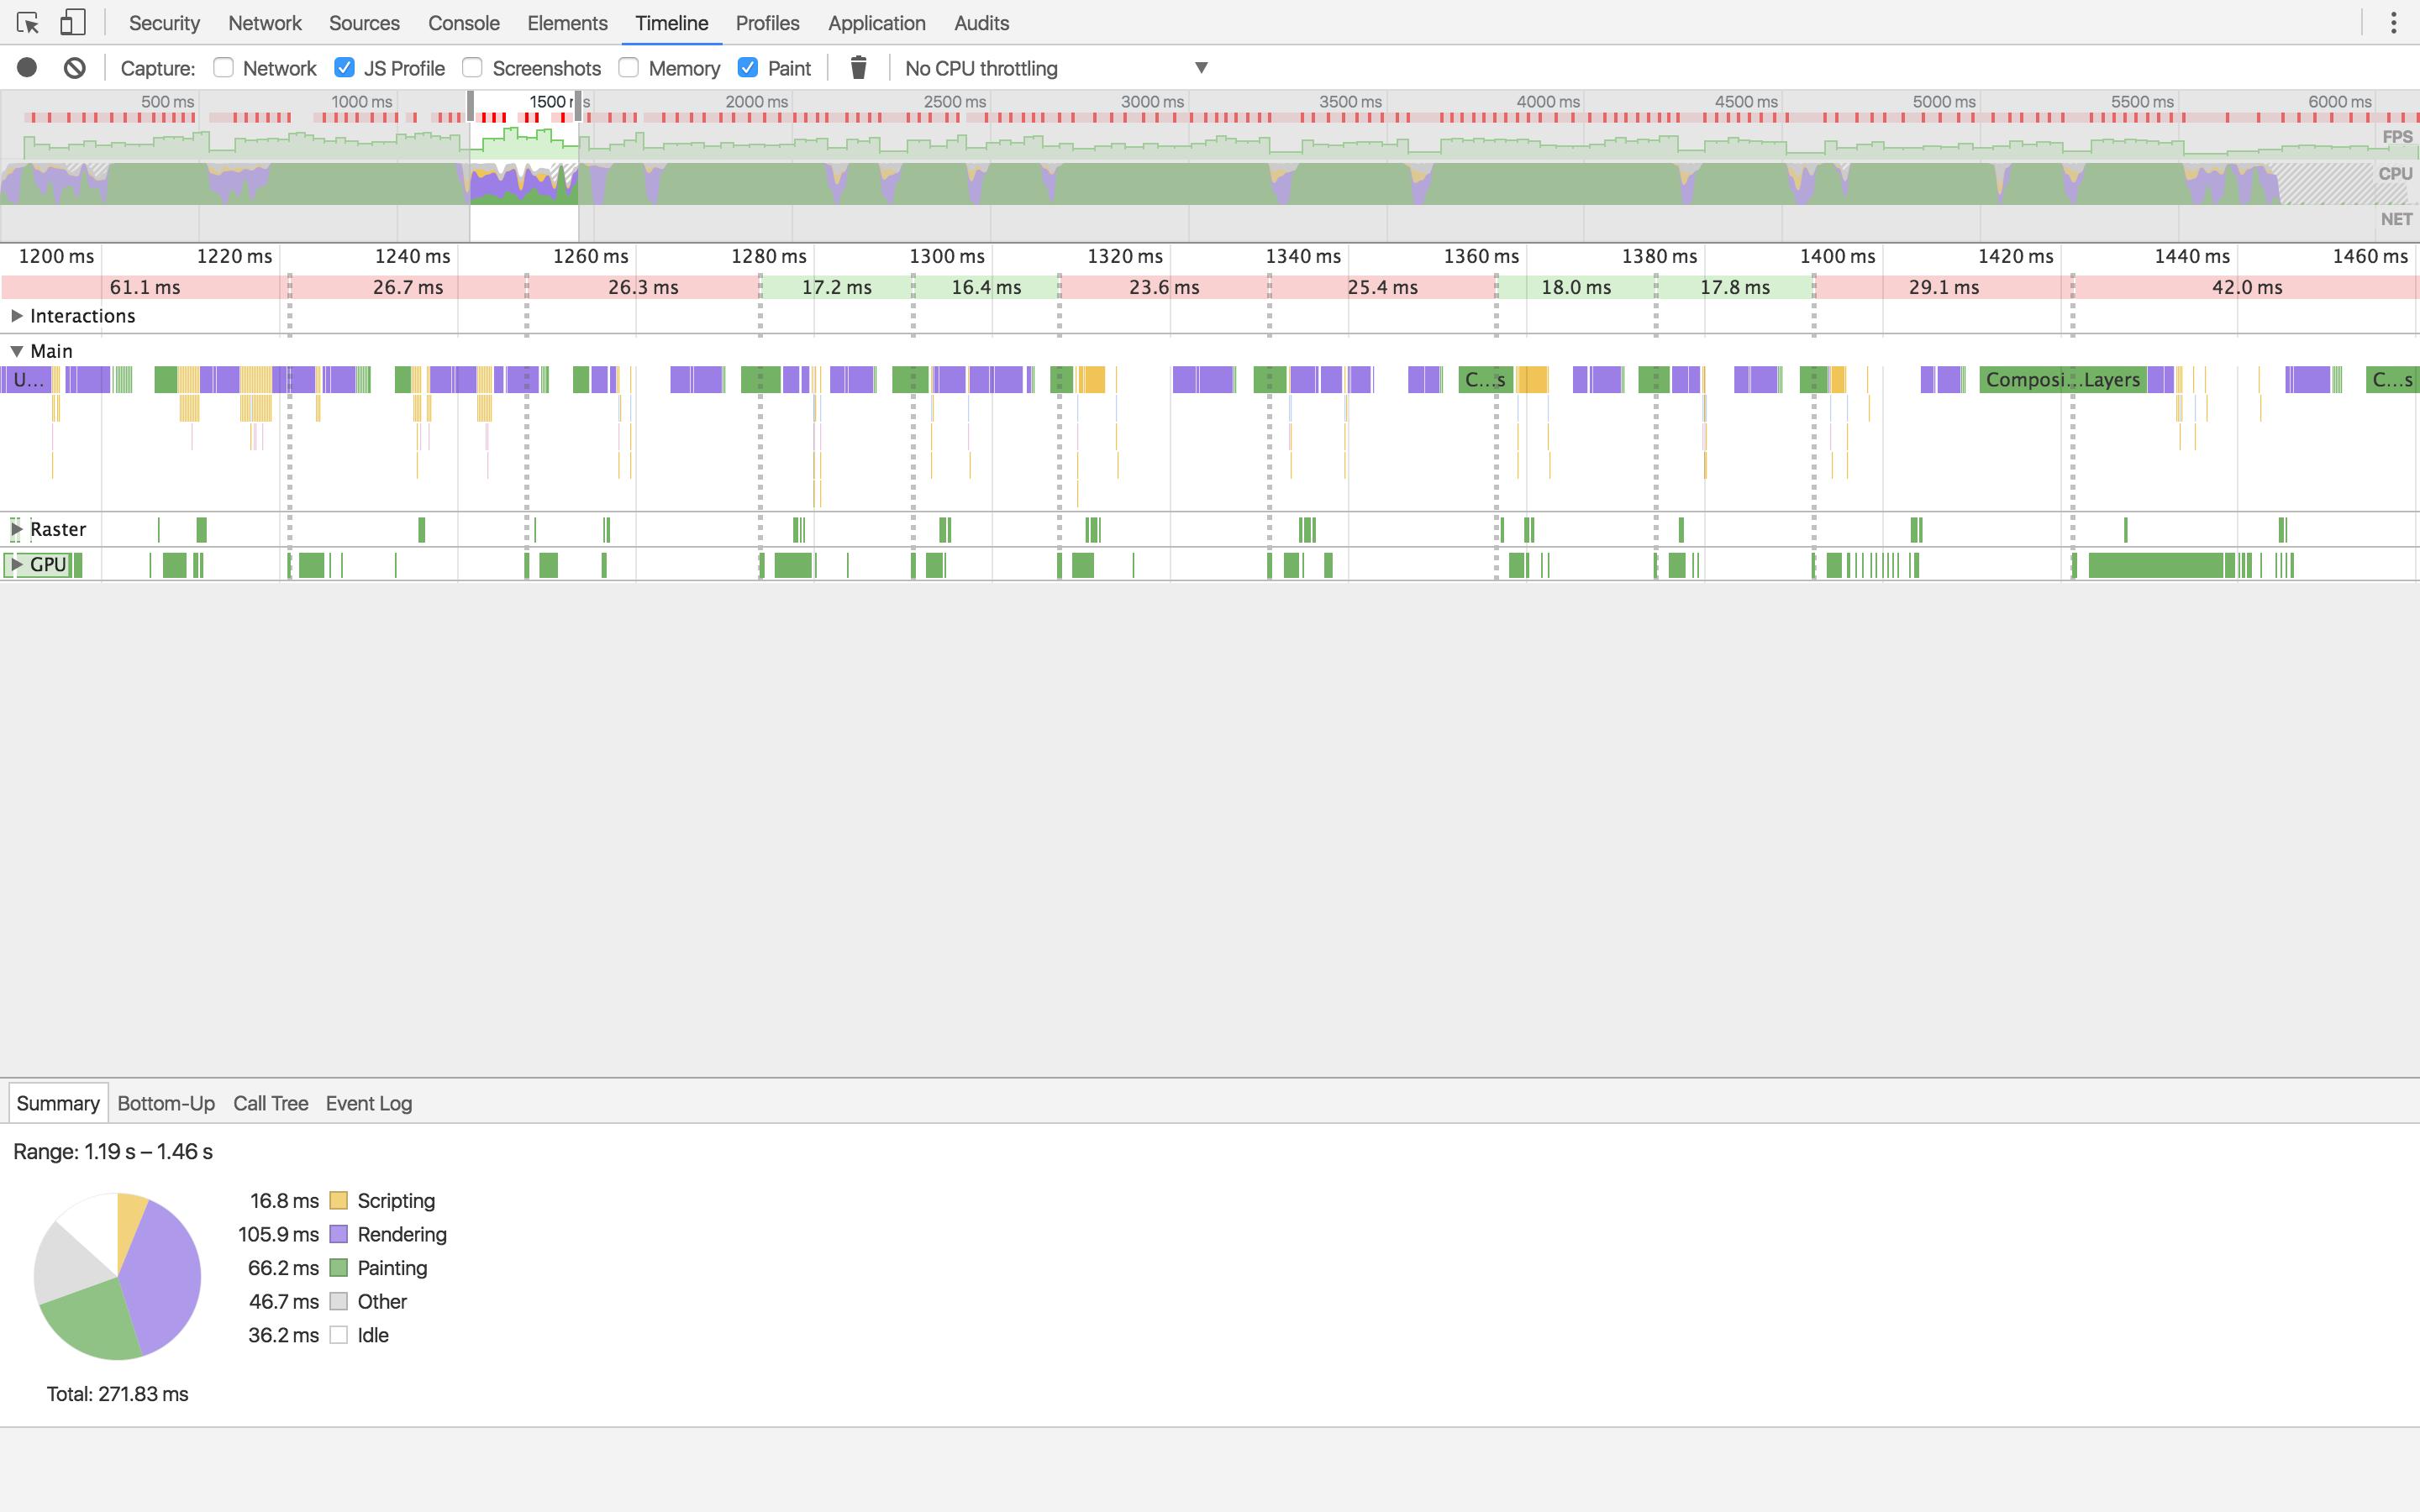 Security Network Sources Console Elements Timeline Profiles Application Audits
Capture: Network JS Profile Screenshots Memory Paint No CPU throttling
500 ms 1000 ms 1500 ms 2000 ms 2500 ms 3000 ms 3500 ms 4000 ms 4500 ms 5000 ms 5500 ms 6000 ms
FPS
CPU
NET
1200 ms 1220 ms 1240 ms 1260 ms 1280 ms 1300 ms 1320 ms 1340 ms 1360 ms 1380 ms 1400 ms 1420 ms 1440 ms 1460 ms
61.1 ms 26.7 ms 26.3 ms 17.2 ms 16.4 ms 23.6 ms 25.4 ms 18.0 ms 17.8 ms 29.1 ms 42.0 ms
Interactions
Main
U... C...s Composi...Layers C...s
Raster
GPU
Summary Bottom-Up Call Tree Event Log
Range: 1.19 s – 1.46 s
16.8 ms Scripting
105.9 ms Rendering
66.2 ms Painting
46.7 ms Other
36.2 ms Idle
Total: 271.83 ms